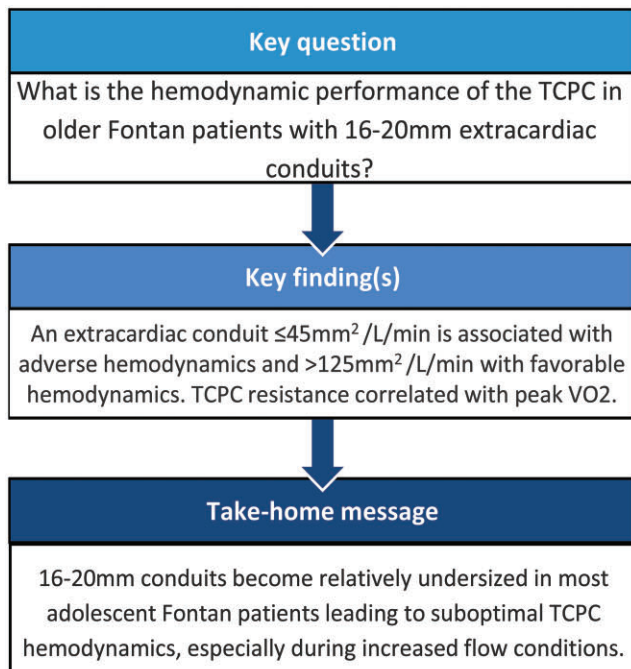 Key question
What is the hemodynamic performance of the TCPC in
older Fontan patients with 16-20mm extracardiac
conduits?
Key finding(s)
An extracardiac conduit ≤45mm² /L/min is associated with
adverse hemodynamics and >125mm² /L/min with favorable
hemodynamics. TCPC resistance correlated with peak VO2.
Take-home message
16-20mm conduits become relatively undersized in most
adolescent Fontan patients leading to suboptimal TCPC
hemodynamics, especially during increased flow conditions.